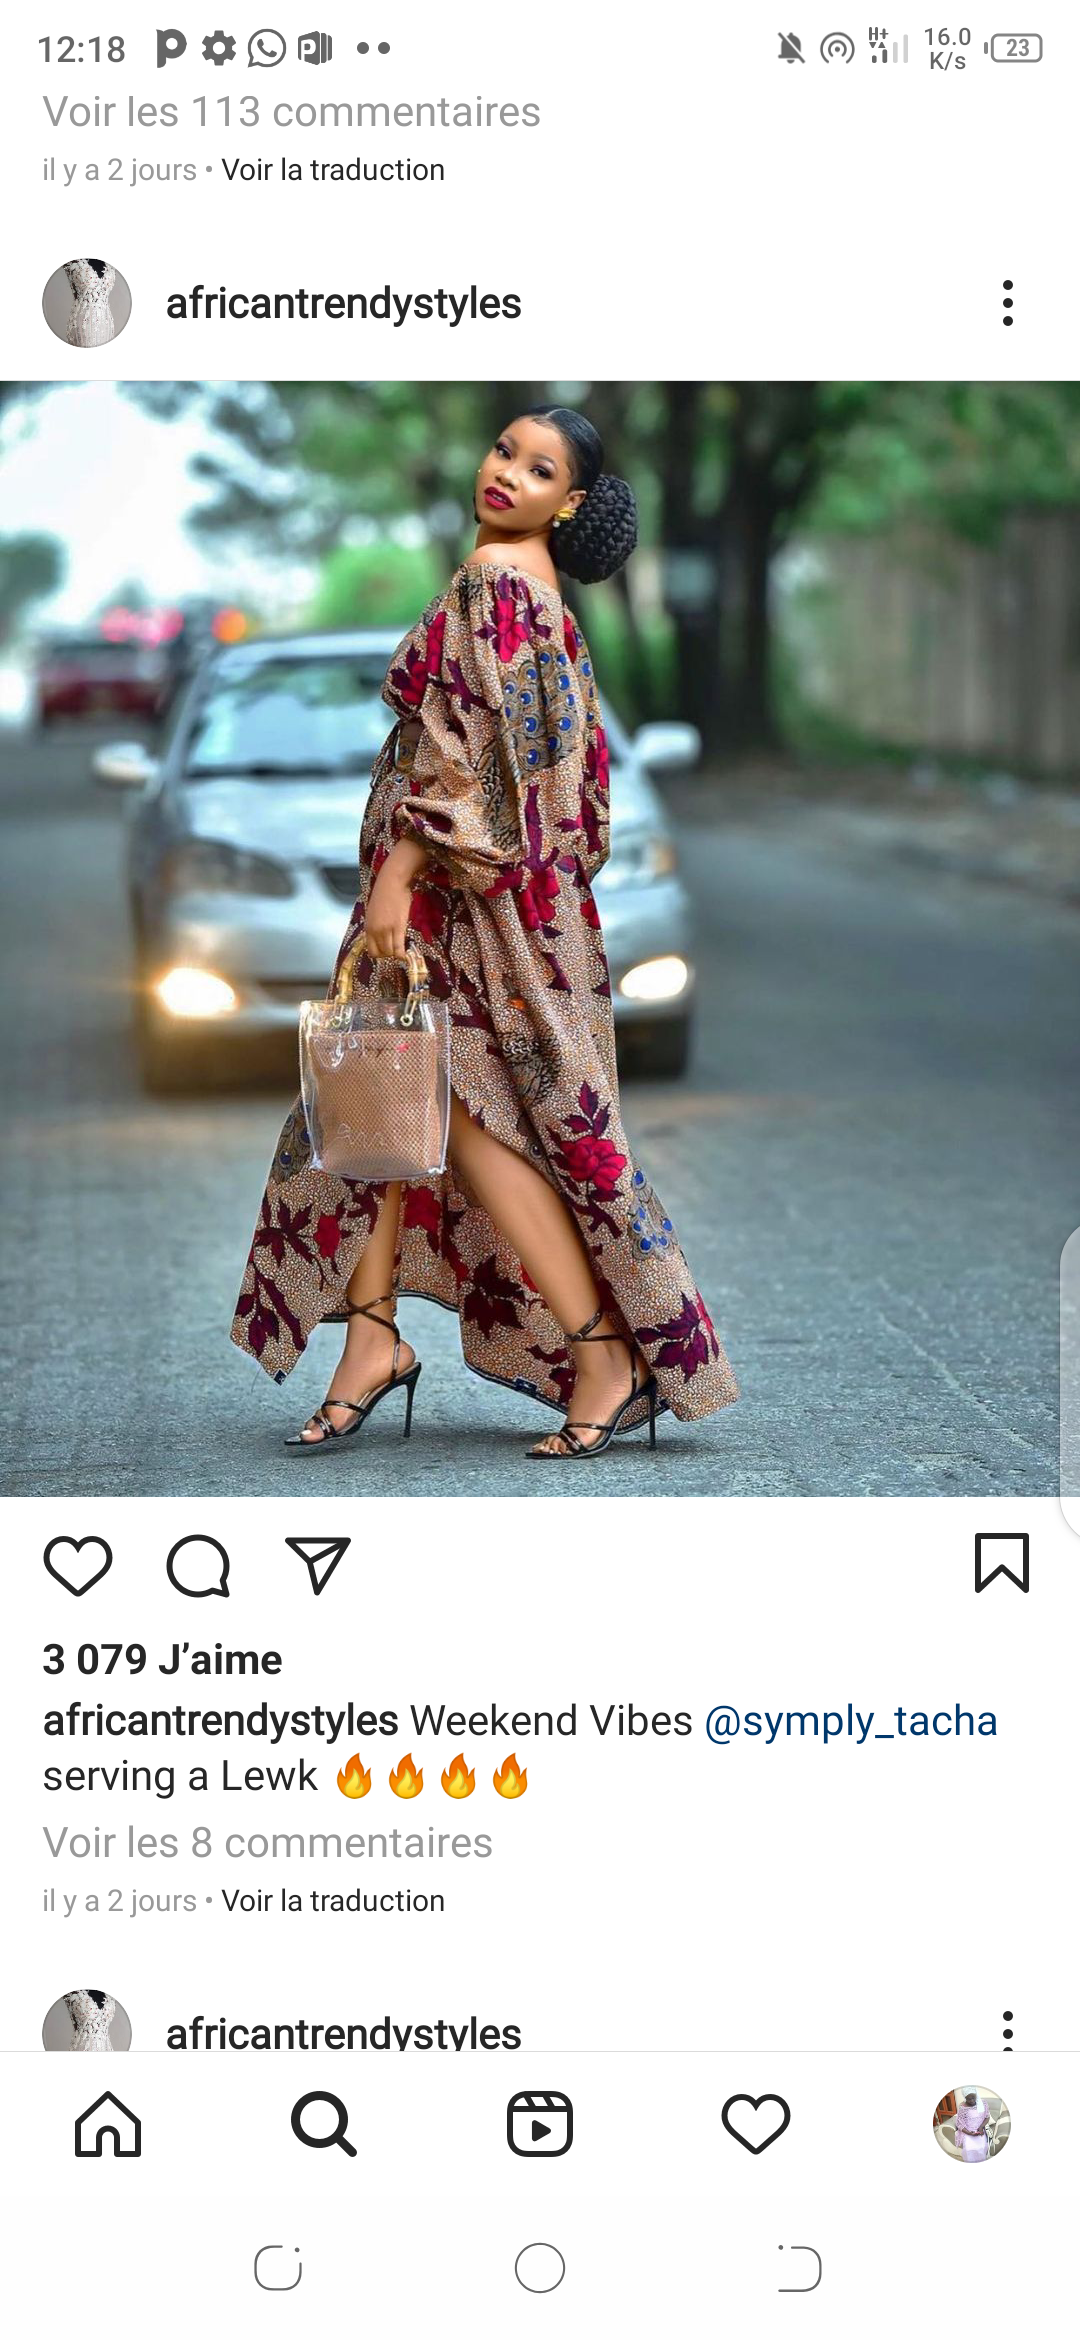 12:18
H+
16.0
K/s
23
Voir les 113 commentaires
il y a 2 jours • Voir la traduction
africantrendystyles
3 079 J’aime
africantrendystyles Weekend Vibes @symply_tacha
serving a Lewk 🔥🔥🔥🔥
Voir les 8 commentaires
il y a 2 jours • Voir la traduction
africantrendystyles